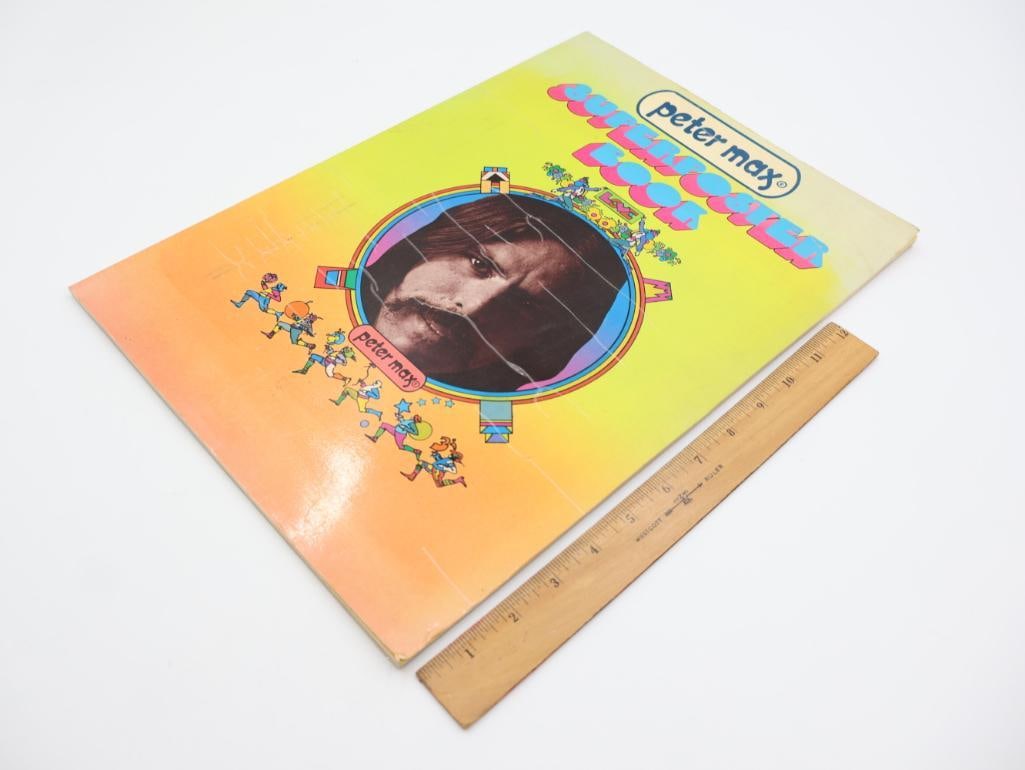 peter max®
SUPERPOSTER
BOOK
LOVE
peter max©
1 2 3 4 5 6 7 8 9 10 11 12
WESTCOTT RULER